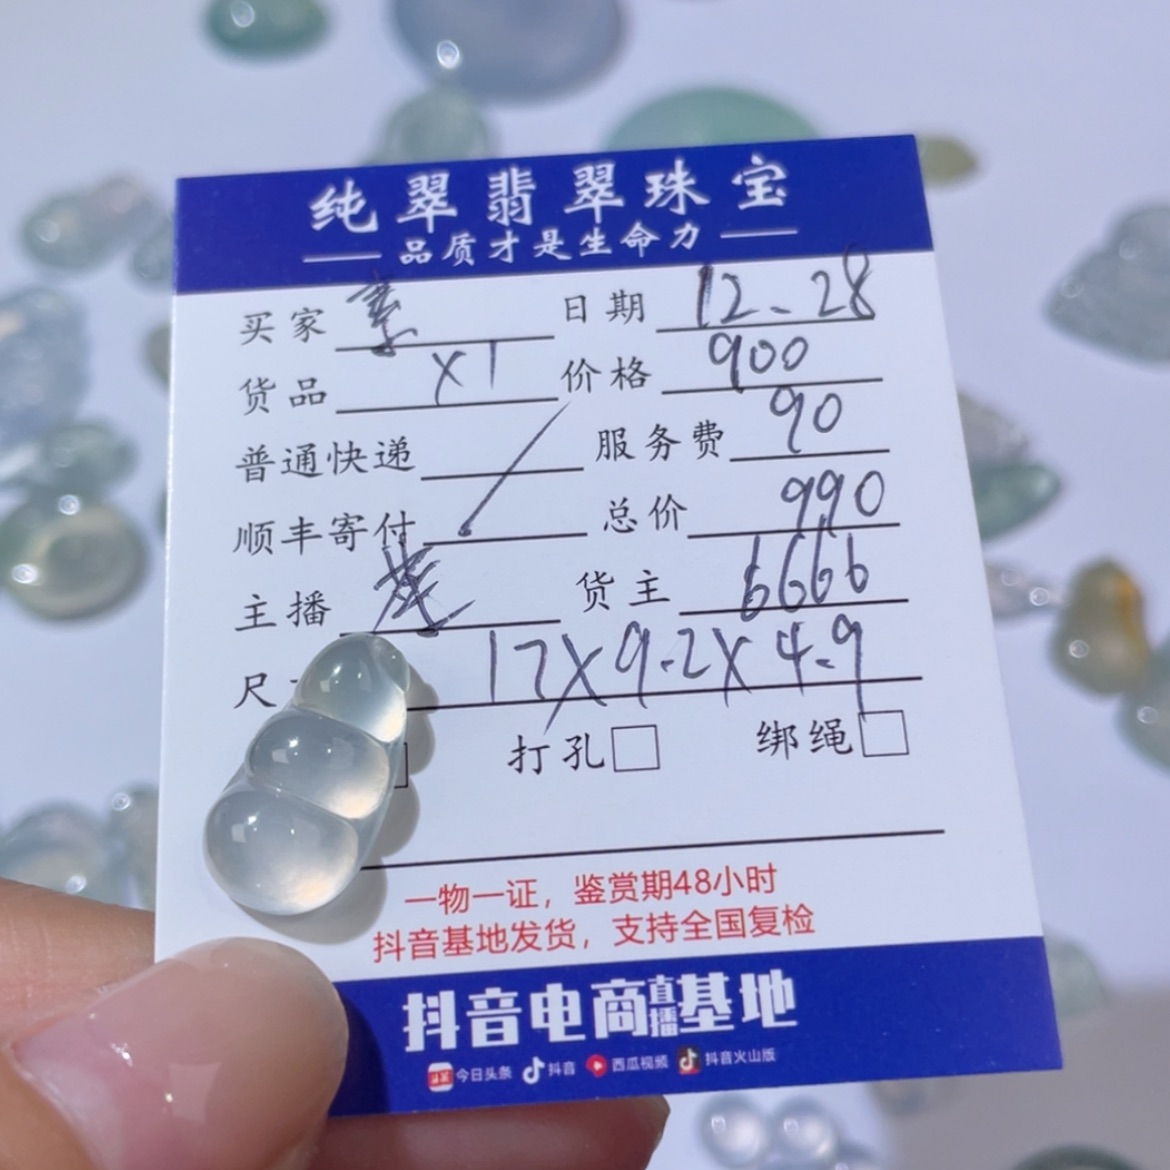 纯翠翡翠珠宝
品质才是生命力
买家 日期 12.28
货品 X1 价格 900
普通快递 服务费 90
顺丰寄付 总价 990
主播 货主 6666
尺 17X9.2X4.9
打孔 绑绳
一物一证，鉴赏期48小时
抖音基地发货，支持全国复检
抖音电商直播基地
头条 今日头条 抖音 西瓜视频 抖音火山版